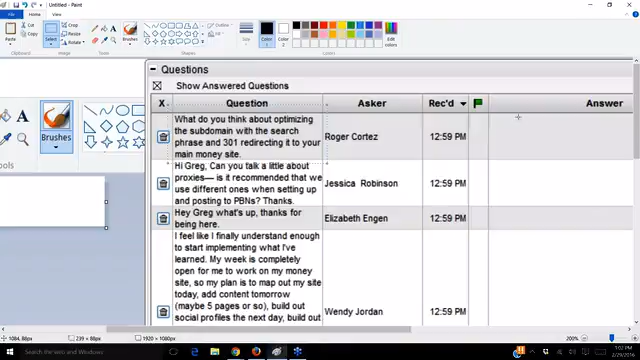 Untitled - Paint
File
Home
View
Paste
Cut
Copy
Select
Crop
Resize
Rotate
Brushes
Outline
Fill
Size
Color 1
Color 2
Edit colors
Clipboard
Image
Tools
Shapes
Colors
Brushes
ools
Shapes
Questions
Show Answered Questions
X
Question
Asker
Rec'd
Answer
What do you think about optimizing
the subdomain with the search
phrase and 301 redirecting it to your
main money site.
Roger Cortez
12:59 PM
Hi Greg, Can you talk a little about
proxies— is it recommended that we
use different ones when setting up
and posting to PBNs? Thanks.
Jessica Robinson
12:59 PM
Hey Greg what's up, thanks for
being here.
Elizabeth Engen
12:59 PM
I feel like I finally understand enough
to start implementing what I've
learned. My week is completely
open for me to work on my money
site, so my plan is to map out my site
today, add content tomorrow
(maybe 5 pages or so), build out
social profiles the next day, build out
Wendy Jordan
12:59 PM
1084, 88px
239 × 88px
1920 × 1080px
200%
Search the web and Windows
1:02 PM
2/29/2016